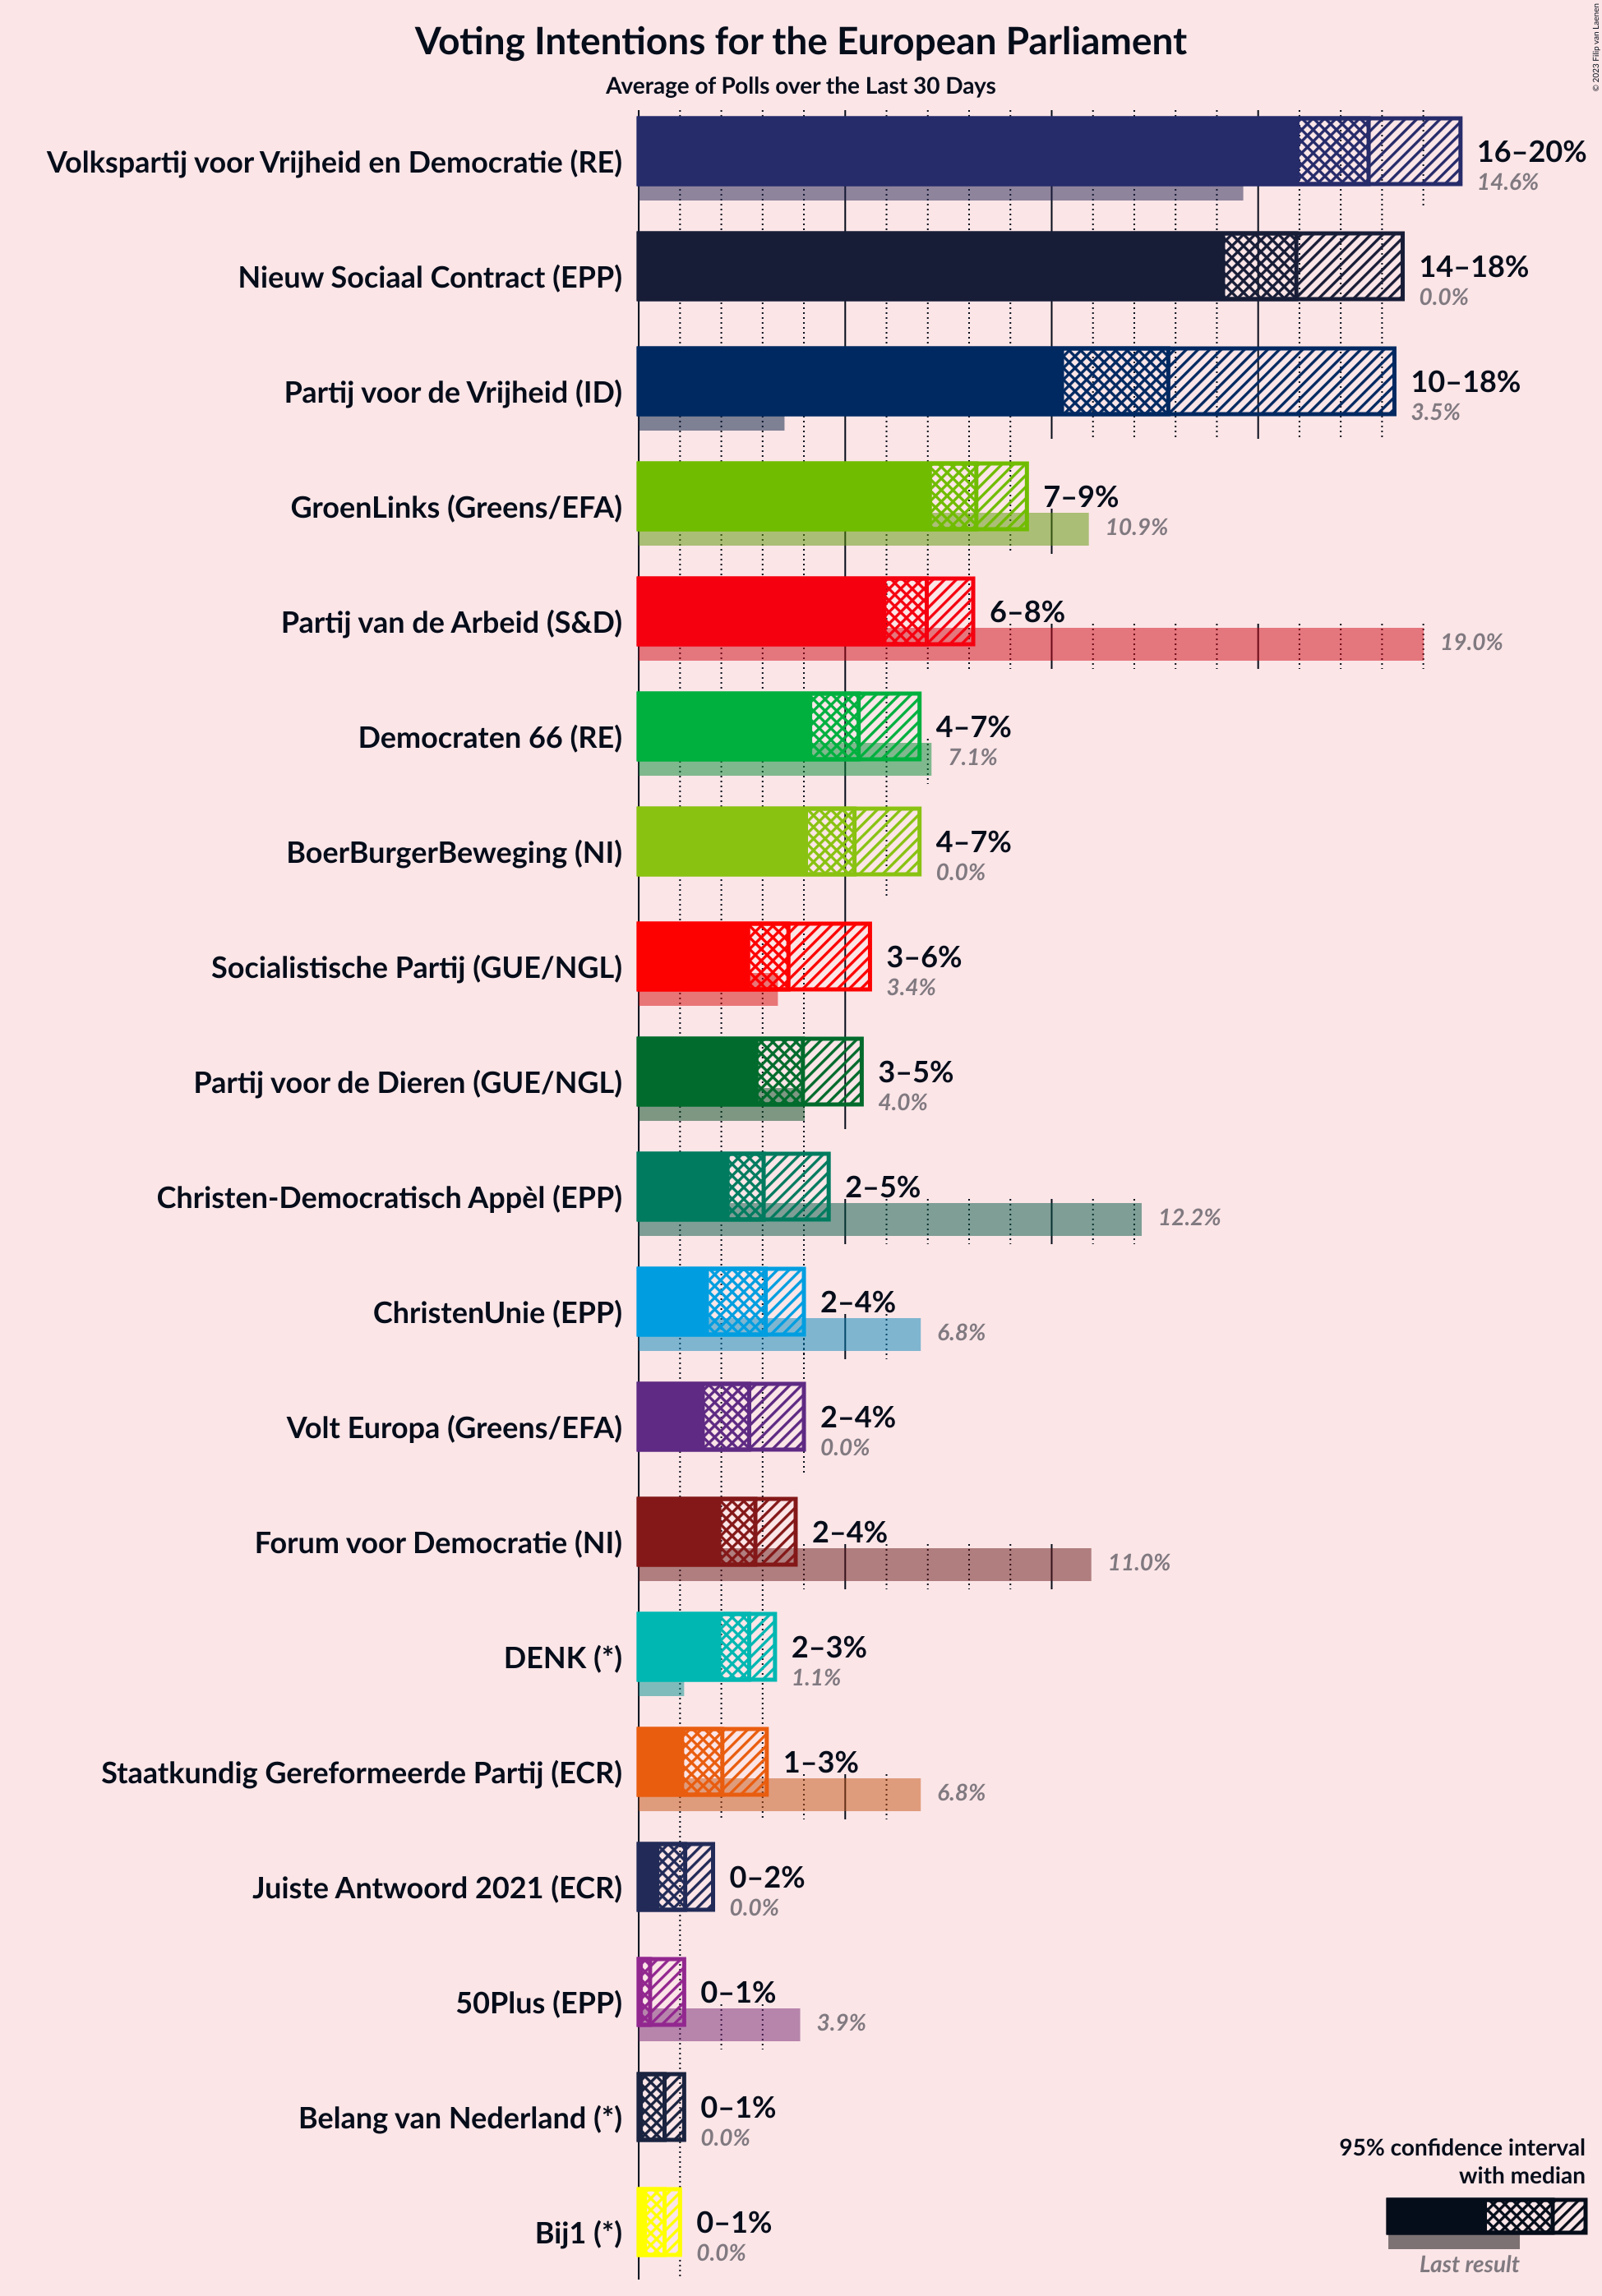 Voting Intentions for the European Parliament
Average of Polls over the Last 30 Days
© 2023 Filip van Laenen
Volkspartij voor Vrijheid en Democratie (RE)
16–20%
14.6%
Nieuw Sociaal Contract (EPP)
14–18%
0.0%
Partij voor de Vrijheid (ID)
10–18%
3.5%
GroenLinks (Greens/EFA)
7–9%
10.9%
Partij van de Arbeid (S&D)
6–8%
19.0%
Democraten 66 (RE)
4–7%
7.1%
BoerBurgerBeweging (NI)
4–7%
0.0%
Socialistische Partij (GUE/NGL)
3–6%
3.4%
Partij voor de Dieren (GUE/NGL)
3–5%
4.0%
Christen-Democratisch Appèl (EPP)
2–5%
12.2%
ChristenUnie (EPP)
2–4%
6.8%
Volt Europa (Greens/EFA)
2–4%
0.0%
Forum voor Democratie (NI)
2–4%
11.0%
DENK (*)
2–3%
1.1%
Staatkundig Gereformeerde Partij (ECR)
1–3%
6.8%
Juiste Antwoord 2021 (ECR)
0–2%
0.0%
50Plus (EPP)
0–1%
3.9%
Belang van Nederland (*)
0–1%
0.0%
Bij1 (*)
0–1%
0.0%
95% confidence interval
with median
Last result